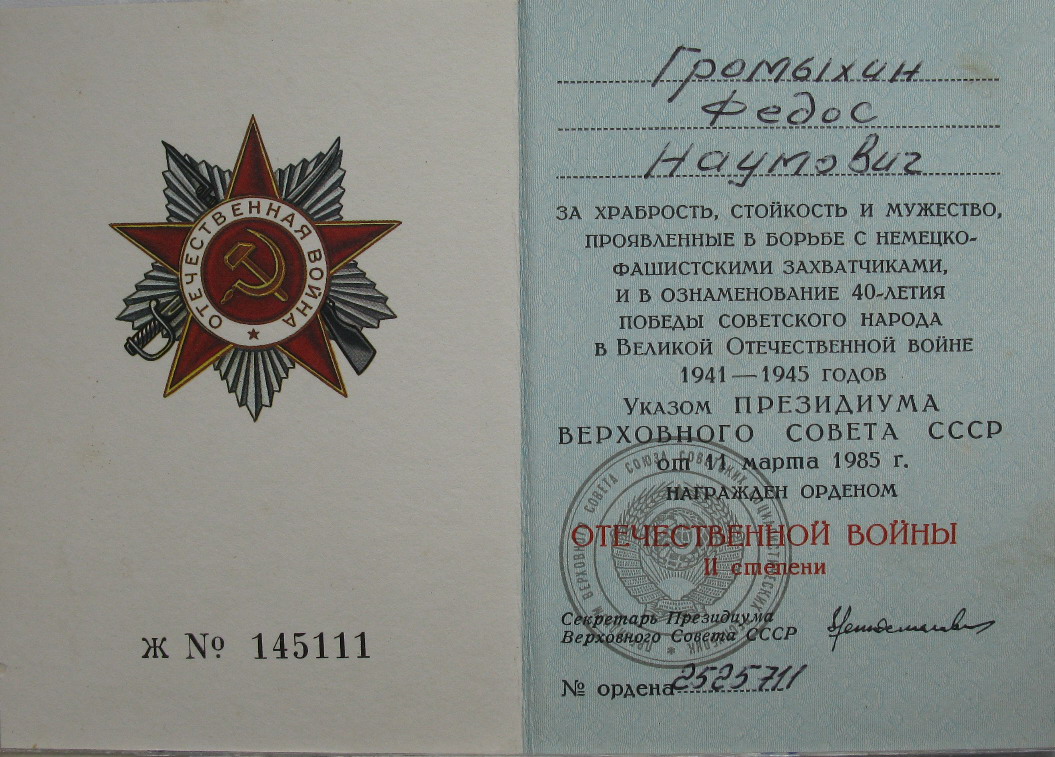 ОТЕЧЕСТВЕННАЯ ВОЙНА
Ж № 145111
Громыхин
Федос
Наумович
ЗА ХРАБРОСТЬ, СТОЙКОСТЬ И МУЖЕСТВО,
ПРОЯВЛЕННЫЕ В БОРЬБЕ С НЕМЕЦКО-
ФАШИСТСКИМИ ЗАХВАТЧИКАМИ,
И В ОЗНАМЕНОВАНИЕ 40-ЛЕТИЯ
ПОБЕДЫ СОВЕТСКОГО НАРОДА
В ВЕЛИКОЙ ОТЕЧЕСТВЕННОЙ ВОЙНЕ
1941—1945 ГОДОВ
УКАЗОМ ПРЕЗИДИУМА
ВЕРХОВНОГО СОВЕТА СССР
от 11 марта 1985 г.
НАГРАЖДЕН ОРДЕНОМ
ОТЕЧЕСТВЕННОЙ ВОЙНЫ
II степени
Секретарь Президиума
Верховного Совета СССР
№ ордена 2525711